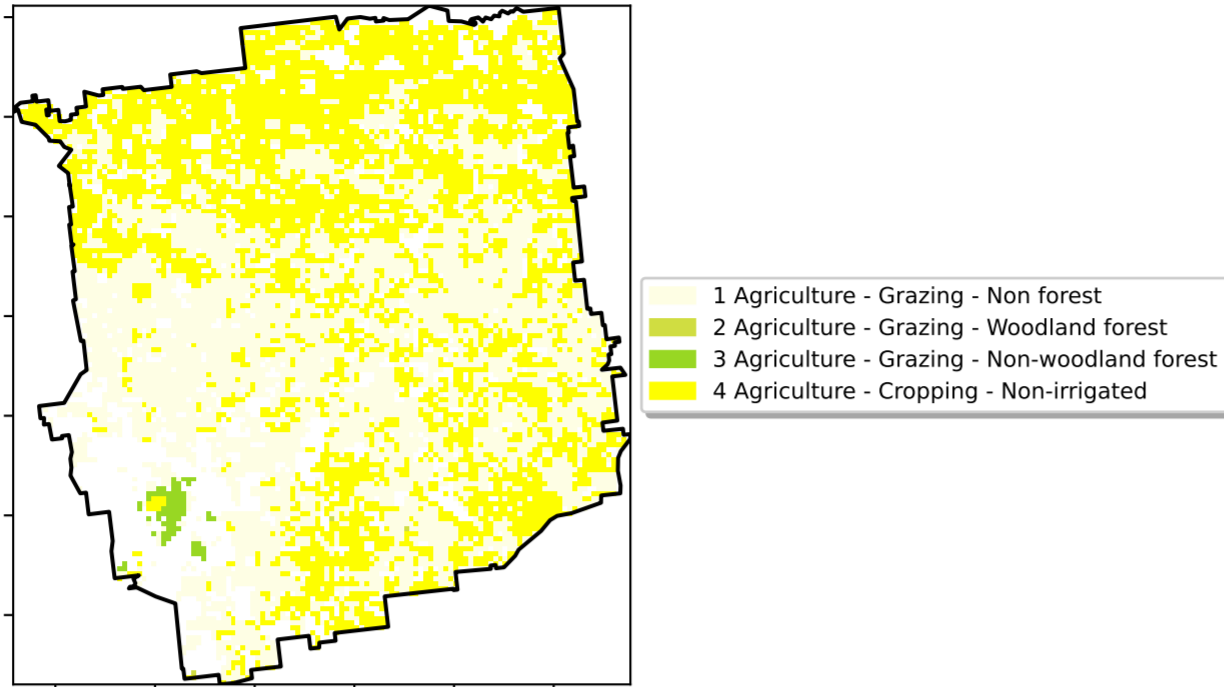 1 Agriculture - Grazing - Non forest
2 Agriculture - Grazing - Woodland forest
3 Agriculture - Grazing - Non-woodland forest
4 Agriculture - Cropping - Non-irrigated